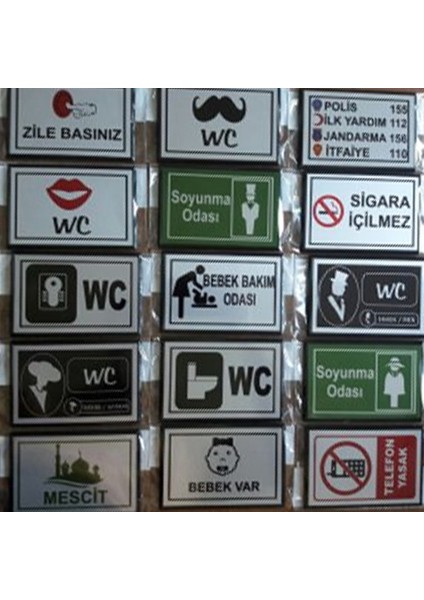 ZİLE BASINIZ
WC
POLİS 155
İLK YARDIM 112
JANDARMA 156
İTFAİYE 110
WC
Soyunma
Odası
SİGARA
İÇİLMEZ
WC
BEBEK BAKIM
ODASI
WC
WC
WC
Soyunma
Odası
MESCİT
BEBEK VAR
TELEFON
YASAK